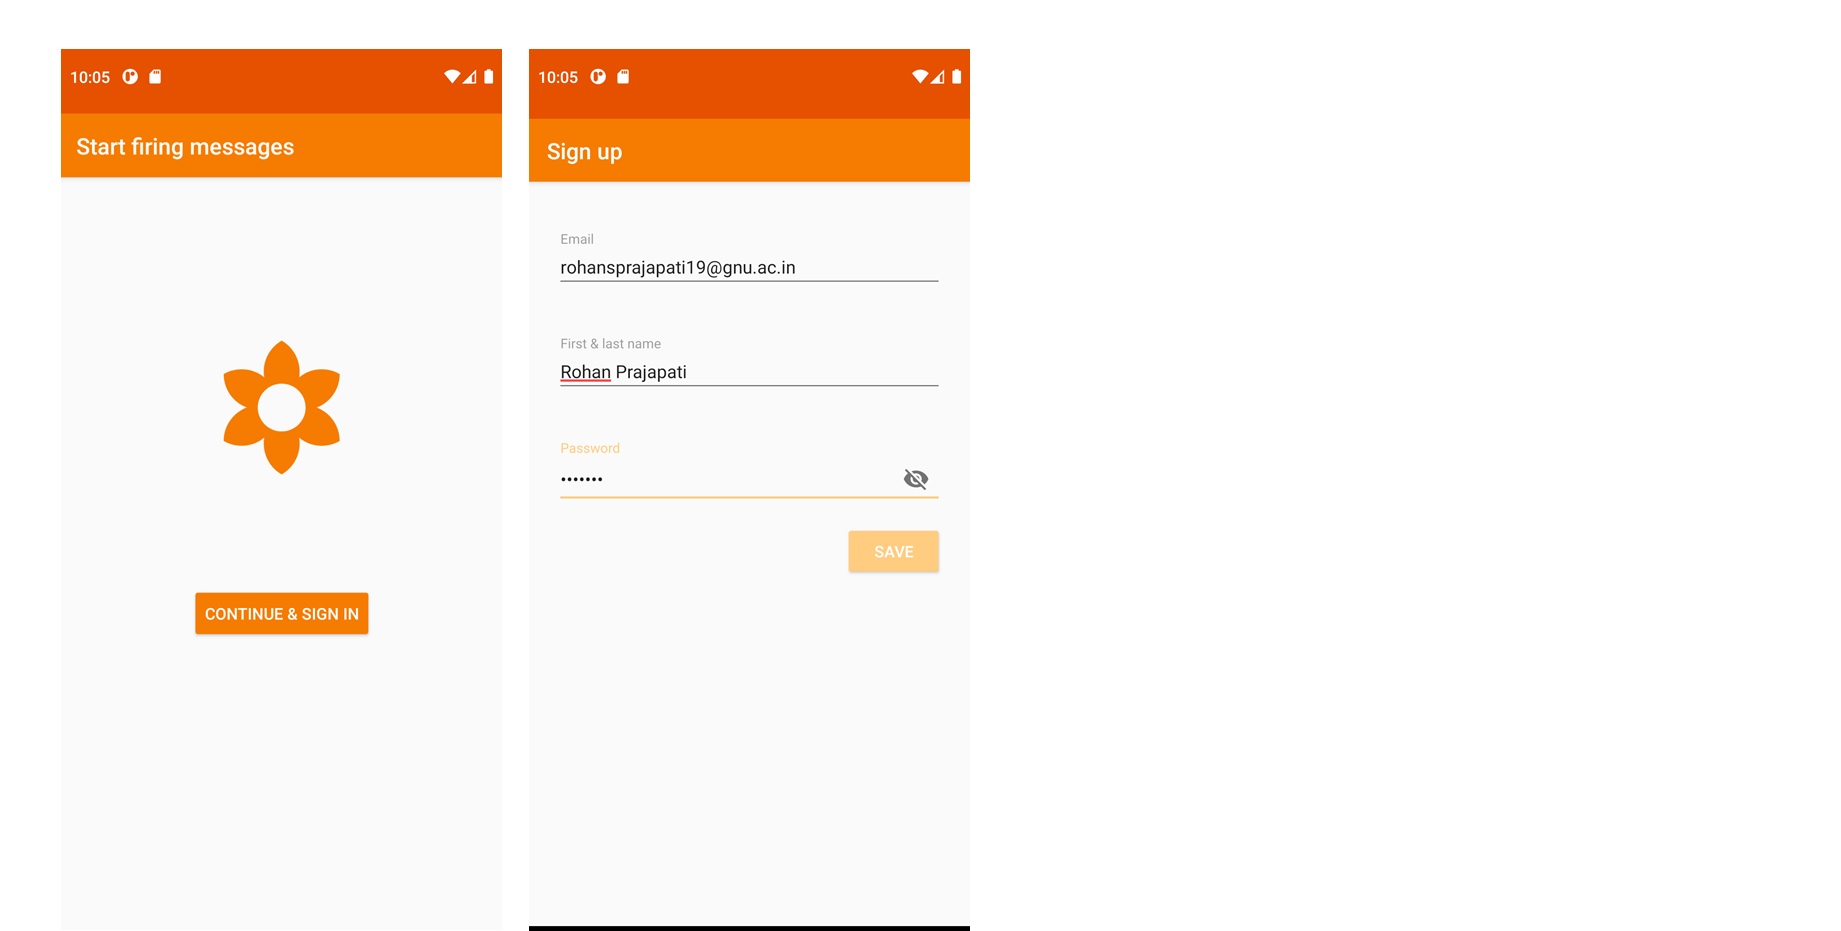 10:05
Start firing messages
CONTINUE & SIGN IN
10:05
Sign up
Email
rohansprajapati19@gnu.ac.in
First & last name
Rohan Prajapati
Password
•••••••
SAVE